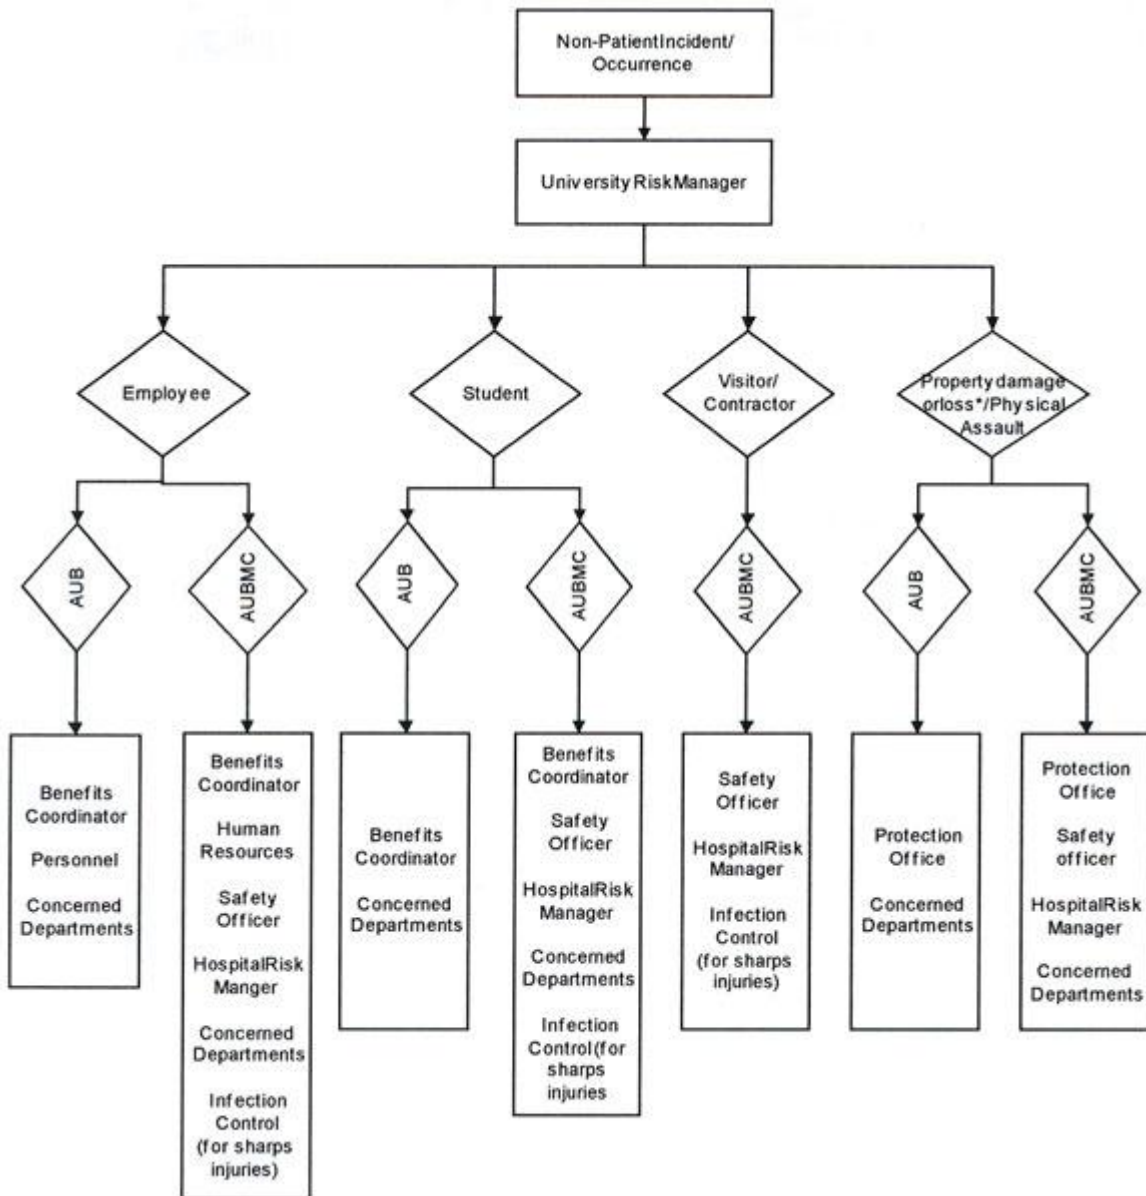 Non-PatientIncident/
Occurrence
University RiskManager
Employee
Student
Visitor/
Contractor
Property damage
orloss*/Physical
Assault
AUB
AUBMC
AUB
AUBMC
AUBMC
AUB
AUBMC
Benefits
Coordinator
Personnel
Concerned
Departments
Benefits
Coordinator
Human
Resources
Safety
Officer
HospitalRisk
Manger
Concerned
Departments
Infection
Control
(for sharps
injuries)
Benefits
Coordinator
Concerned
Departments
Benefits
Coordinator
Safety
Officer
HospitalRisk
Manager
Concerned
Departments
Infection
Control(for
sharps
injuries
Safety
Officer
HospitalRisk
Manager
Infection
Control
(for sharps
injuries)
Protection
Office
Concerned
Departments
Protection
Office
Safety
officer
HospitalRisk
Manager
Concerned
Departments